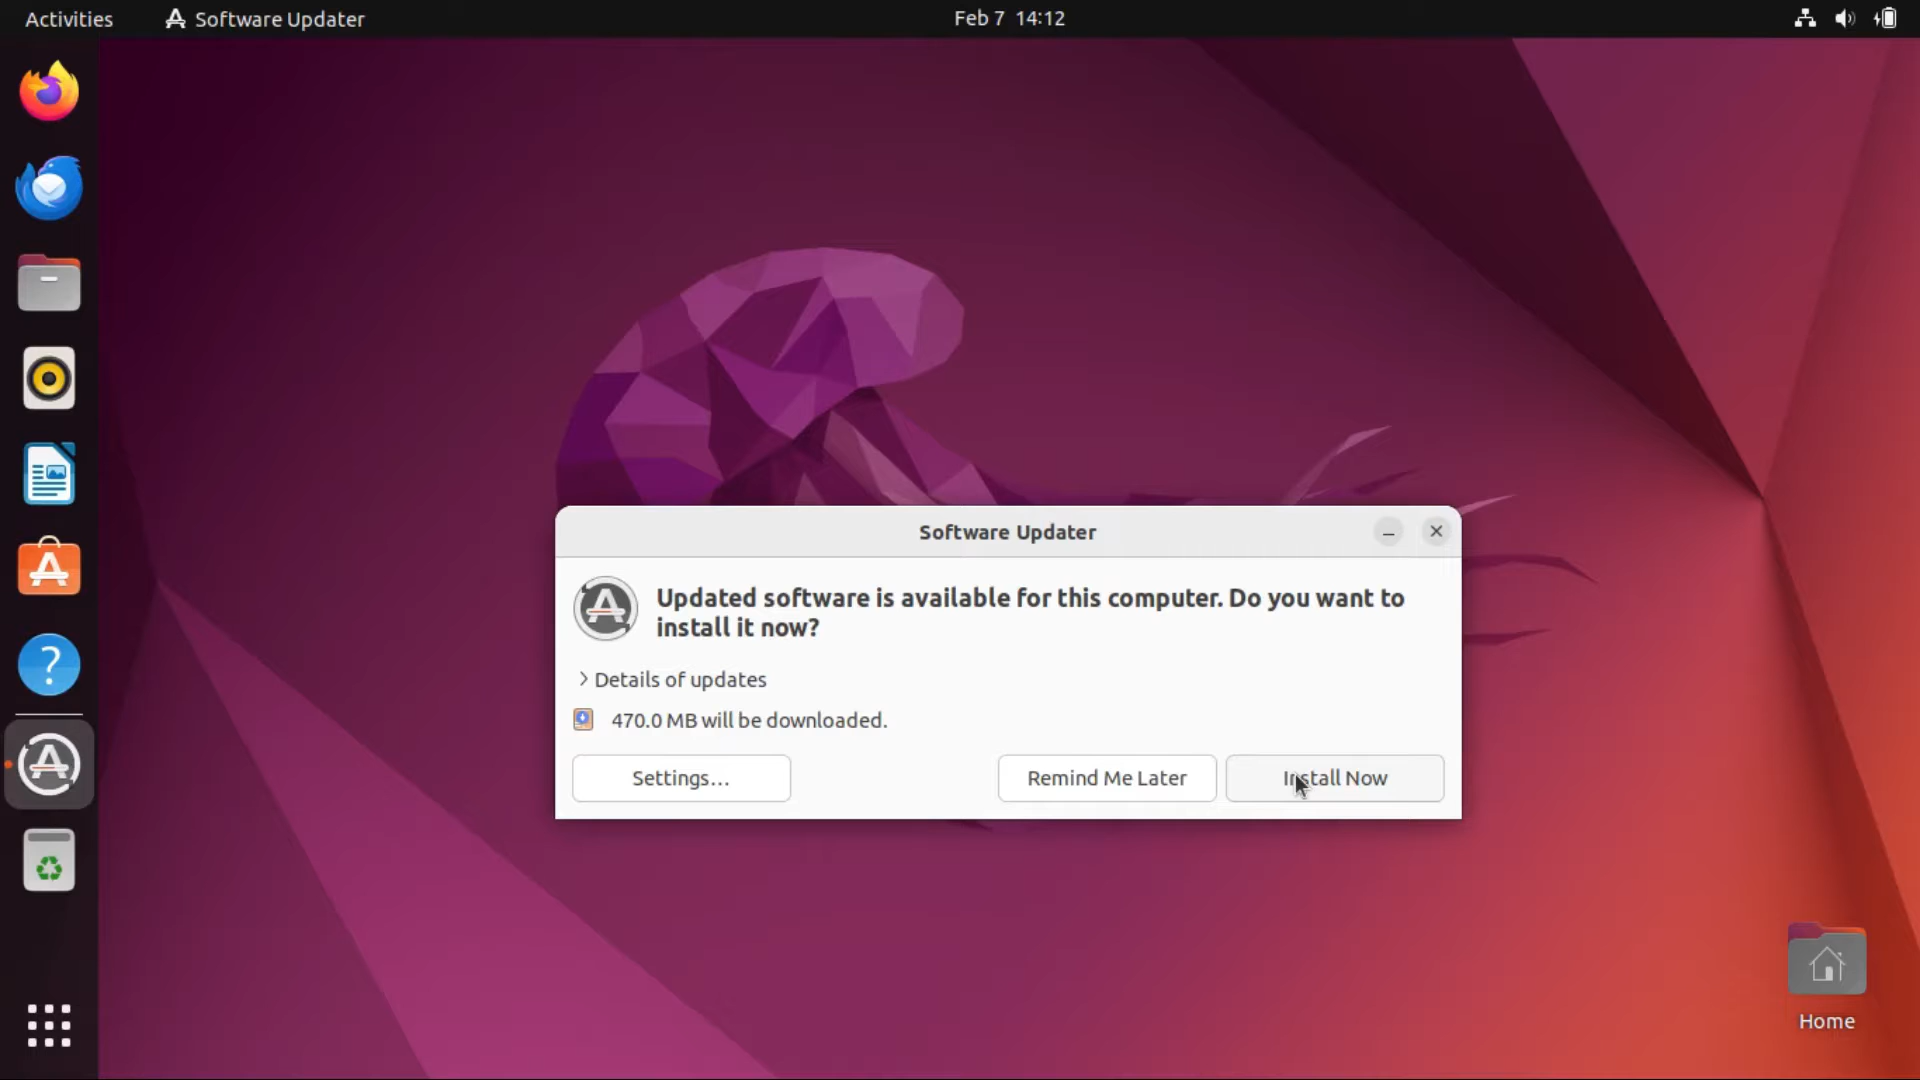 Activities
Software Updater
Feb 7 14:12
Software Updater
Updated software is available for this computer. Do you want to
install it now?
Details of updates
470.0 MB will be downloaded.
Settings…
Remind Me Later
Install Now
Home